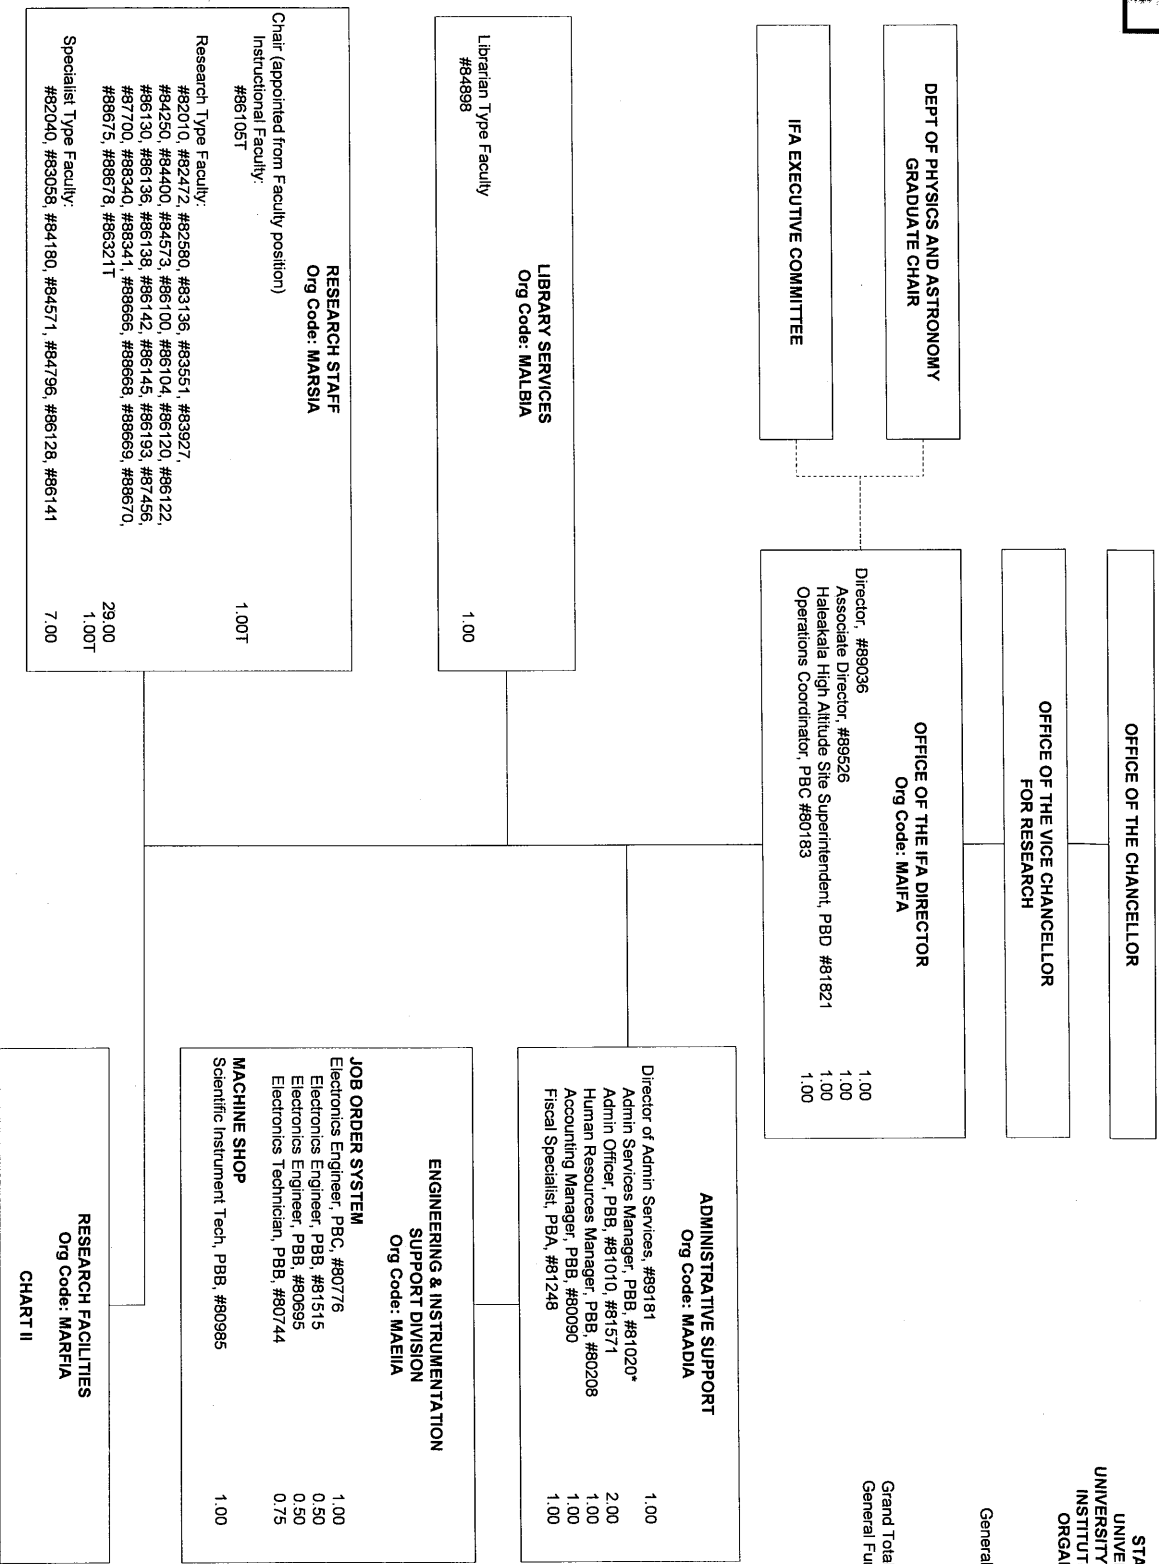 STA
UNIVE
UNIVERSITY
INSTITUT
ORGAI
General
Grand Tota
General Fu
OFFICE OF THE CHANCELLOR
OFFICE OF THE VICE CHANCELLOR
FOR RESEARCH
DEPT OF PHYSICS AND ASTRONOMY
GRADUATE CHAIR
IFA EXECUTIVE COMMITTEE
OFFICE OF THE IFA DIRECTOR
Org Code: MAIFA
Director, #89036 1.00
Associate Director, #89526 1.00
Haleakala High Altitude Site Superintendent, PBD #81821 1.00
Operations Coordinator, PBC #80183 1.00
LIBRARY SERVICES
Org Code: MALBIA
Librarian Type Faculty
#84898 1.00
ADMINISTRATIVE SUPPORT
Org Code: MAADIA
Director of Admin Services, #89181 1.00
Admin Services Manager, PBB, #81020*
Admin Officer, PBB, #81010, #81571 2.00
Human Resources Manager, PBB, #80208 1.00
Accounting Manager, PBB, #80090 1.00
Fiscal Specialist, PBA, #81248 1.00
RESEARCH STAFF
Org Code: MARSIA
Chair (appointed from Faculty position)
Instructional Faculty:
#86105T 1.00T
Research Type Faculty:
#82010, #82472, #82580, #83136, #83551, #83927,
#84250, #84400, #84573, #86100, #86104, #86120, #86122,
#86130, #86136, #86138, #86142, #86145, #86193, #87456,
#87700, #88340, #88341, #88666, #88668, #88669, #88670,
#88675, #88678, #86321T 29.00
1.00T
Specialist Type Faculty:
#82040, #83058, #84180, #84571, #84796, #86128, #86141 7.00
ENGINEERING & INSTRUMENTATION
SUPPORT DIVISION
Org Code: MAEIIA
JOB ORDER SYSTEM
Electronics Engineer, PBC, #80776 1.00
Electronics Engineer, PBB, #81515 0.50
Electronics Engineer, PBB, #80695 0.50
Electronics Technician, PBB, #80744 0.75
MACHINE SHOP
Scientific Instrument Tech, PBB, #80985 1.00
RESEARCH FACILITIES
Org Code: MARFIA
CHART II